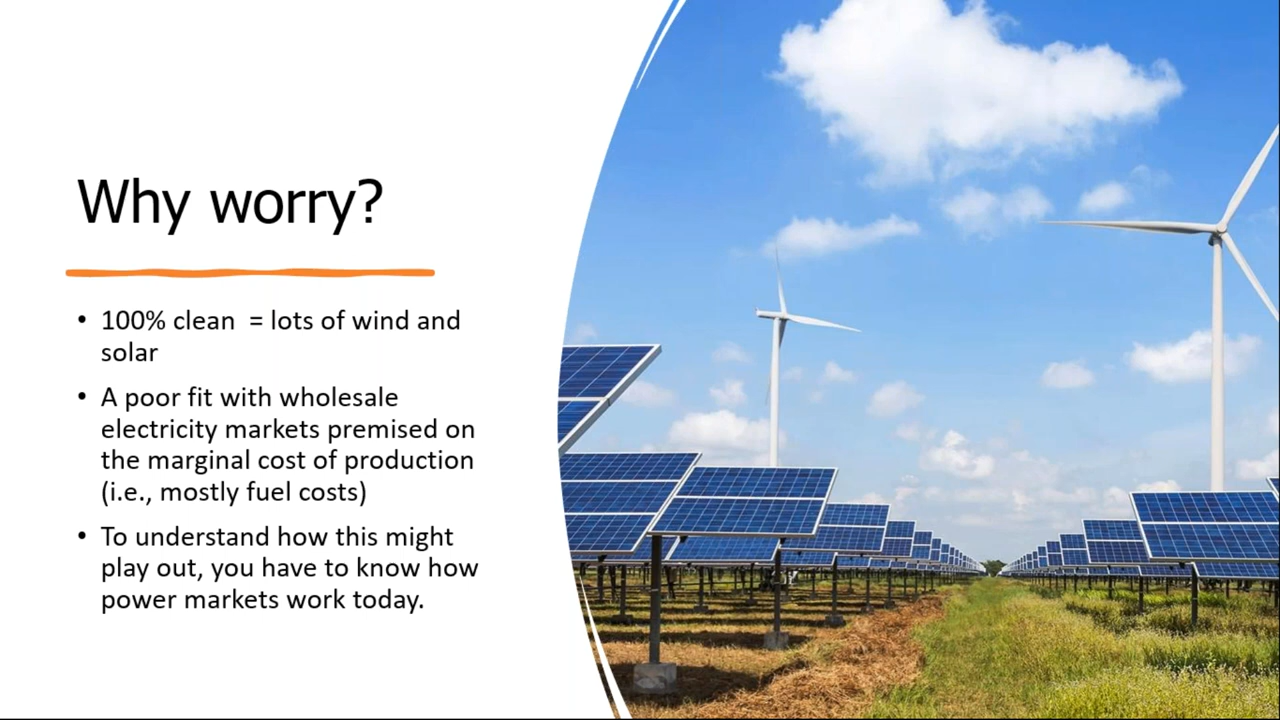 Why worry?
• 100% clean  = lots of wind and
solar
• A poor fit with wholesale
electricity markets premised on
the marginal cost of production
(i.e., mostly fuel costs)
• To understand how this might
play out, you have to know how
power markets work today.